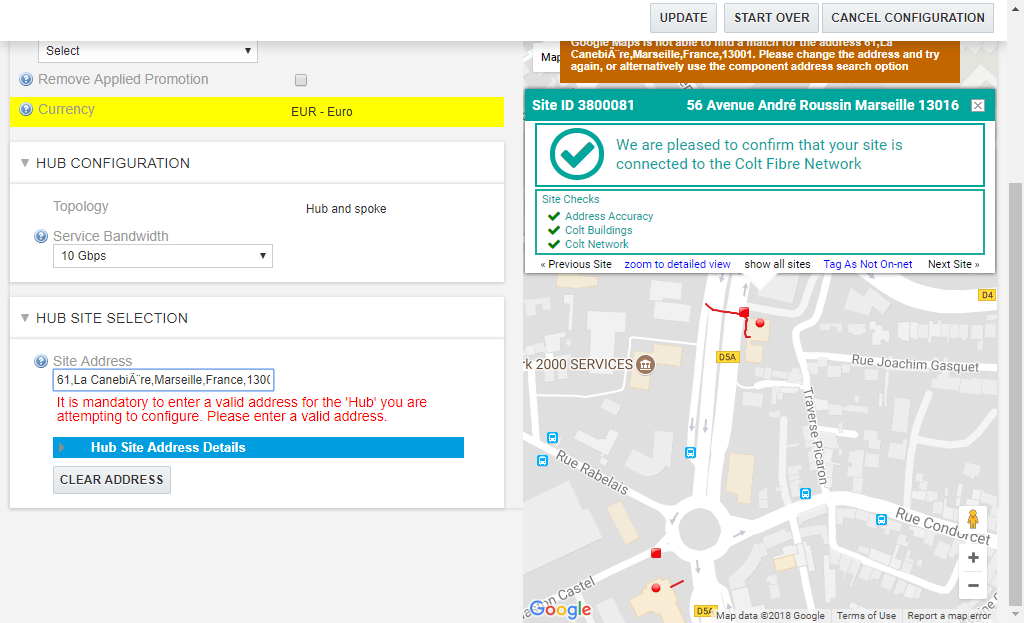 UPDATE
START OVER
CANCEL CONFIGURATION
Select
Remove Applied Promotion
Currency
EUR - Euro
HUB CONFIGURATION
Topology
Hub and spoke
Service Bandwidth
10 Gbps
HUB SITE SELECTION
Site Address
61,La CanebiÃ¨re,Marseille,France,1300
It is mandatory to enter a valid address for the 'Hub' you are
attempting to configure. Please enter a valid address.
Hub Site Address Details
CLEAR ADDRESS
Map
Google Maps is not able to find a match for the address 61,La
CanebiÃ¨re,Marseille,France,13001. Please change the address and try
again, or alternatively use the component address search option
Site ID 3800081
56 Avenue André Roussin Marseille 13016
We are pleased to confirm that your site is
connected to the Colt Fibre Network
Site Checks
Address Accuracy
Colt Buildings
Colt Network
« Previous Site
zoom to detailed view
show all sites
Tag As Not On-net
Next Site »
D4
D5A
rk 2000 SERVICES
Rue Joachim Gasquet
Traverse Picaron
Rue Rabelais
Rue Condorcet
Castel
D5A
Google
Map data ©2018 Google
Terms of Use
Report a map error